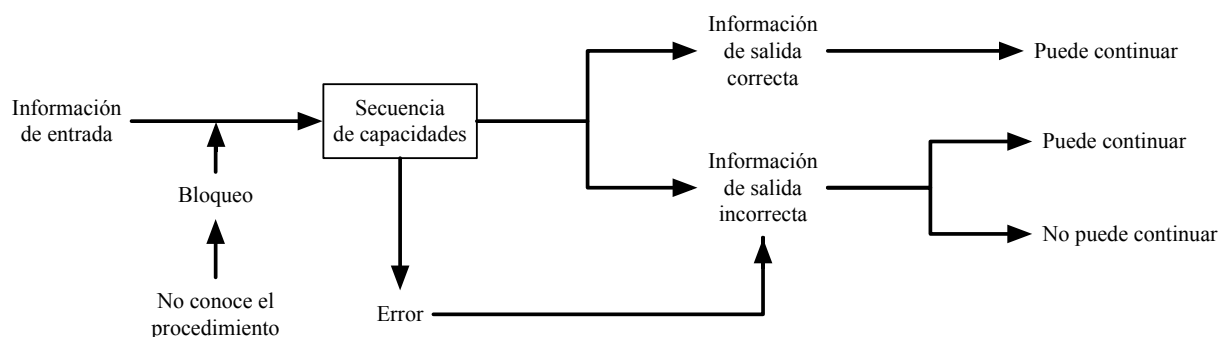 Información
de entrada
Bloqueo
No conoce el
procedimiento
Secuencia
de capacidades
Error
Información
de salida
correcta
Puede continuar
Información
de salida
incorrecta
Puede continuar
No puede continuar